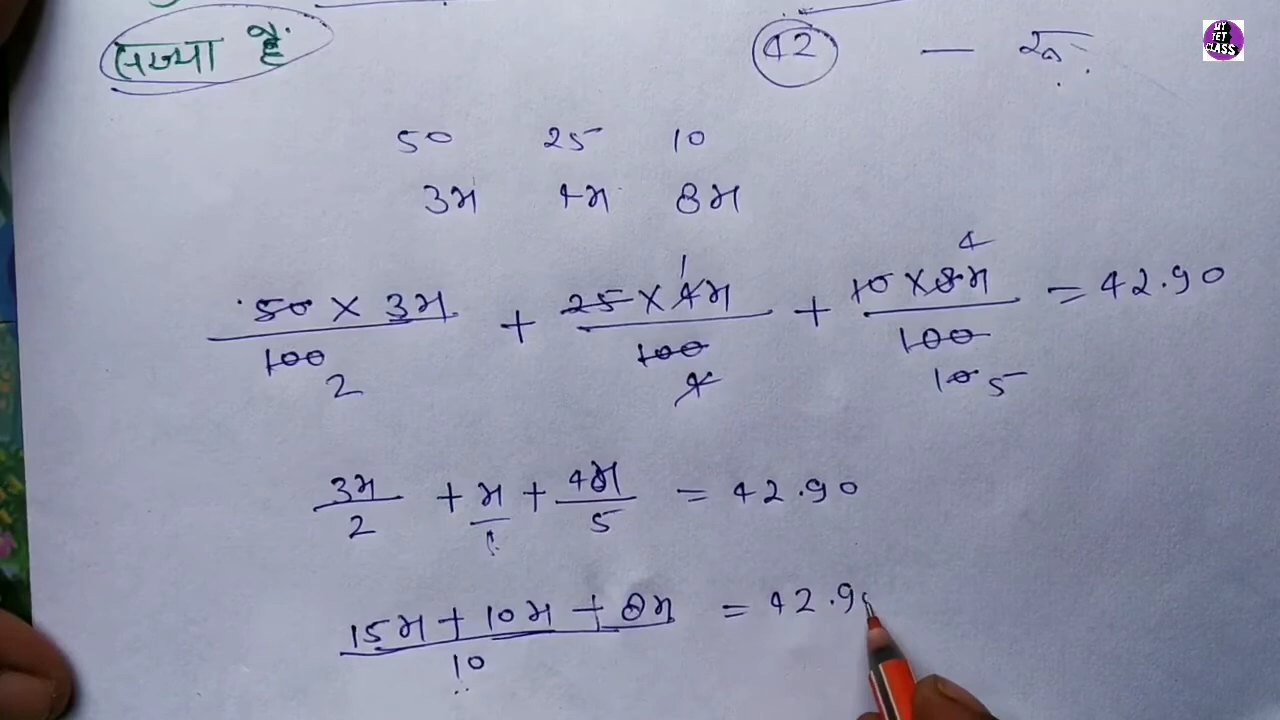 संख्या है
42 — रु.
MY TET CLASS
50 25 10
3x 4x 8x
50 × 3x / 100 2 + 25 × 4x 1 / 100 4 + 10 × 8x 4 / 100 10 5 = 42.90
3x / 2 + x / 1 + 4x / 5 = 42.90
15x + 10x + 8x / 10 = 42.9